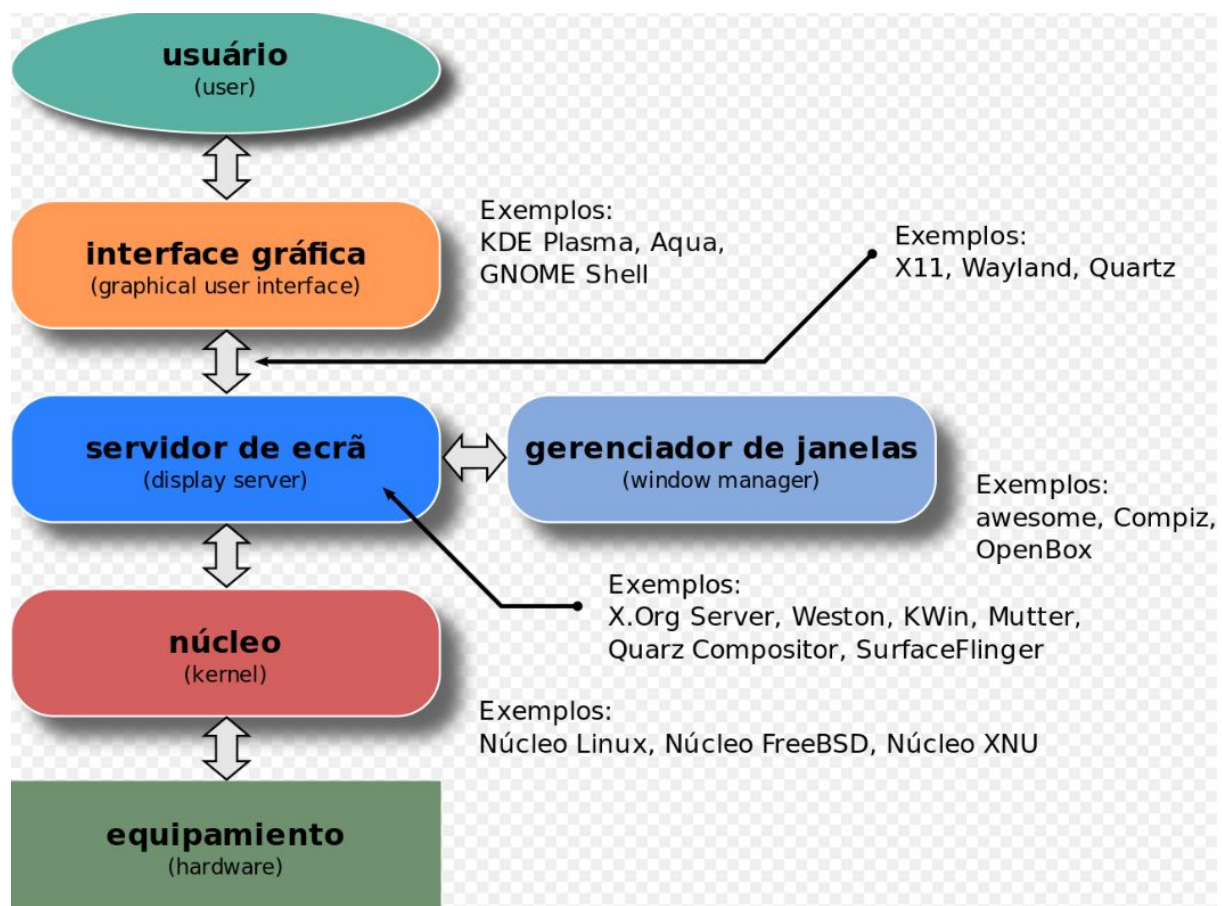 usuário
(user)
interface gráfica
(graphical user interface)
Exemplos:
KDE Plasma, Aqua,
GNOME Shell
Exemplos:
X11, Wayland, Quartz
servidor de ecrã
(display server)
gerenciador de janelas
(window manager)
Exemplos:
awesome, Compiz,
OpenBox
Exemplos:
X.Org Server, Weston, KWin, Mutter,
Quarz Compositor, SurfaceFlinger
núcleo
(kernel)
Exemplos:
Núcleo Linux, Núcleo FreeBSD, Núcleo XNU
equipamiento
(hardware)